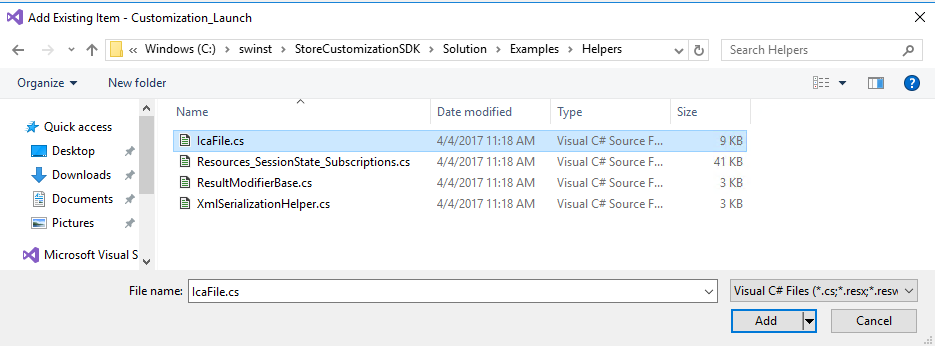 Add Existing Item - Customization_Launch
« Windows (C:) › swinst › StoreCustomizationSDK › Solution › Examples › Helpers
Search Helpers
Organize
New folder
Name Date modified Type Size
Quick access
Desktop
Downloads
Documents
Pictures
Microsoft Visual S
IcaFile.cs 4/4/2017 11:18 AM Visual C# Source F... 9 KB
Resources_SessionState_Subscriptions.cs 4/4/2017 11:18 AM Visual C# Source F... 41 KB
ResultModifierBase.cs 4/4/2017 11:18 AM Visual C# Source F... 3 KB
XmlSerializationHelper.cs 4/4/2017 11:18 AM Visual C# Source F... 3 KB
File name: IcaFile.cs
Visual C# Files (*.cs;*.resx;*.resw
Add
Cancel